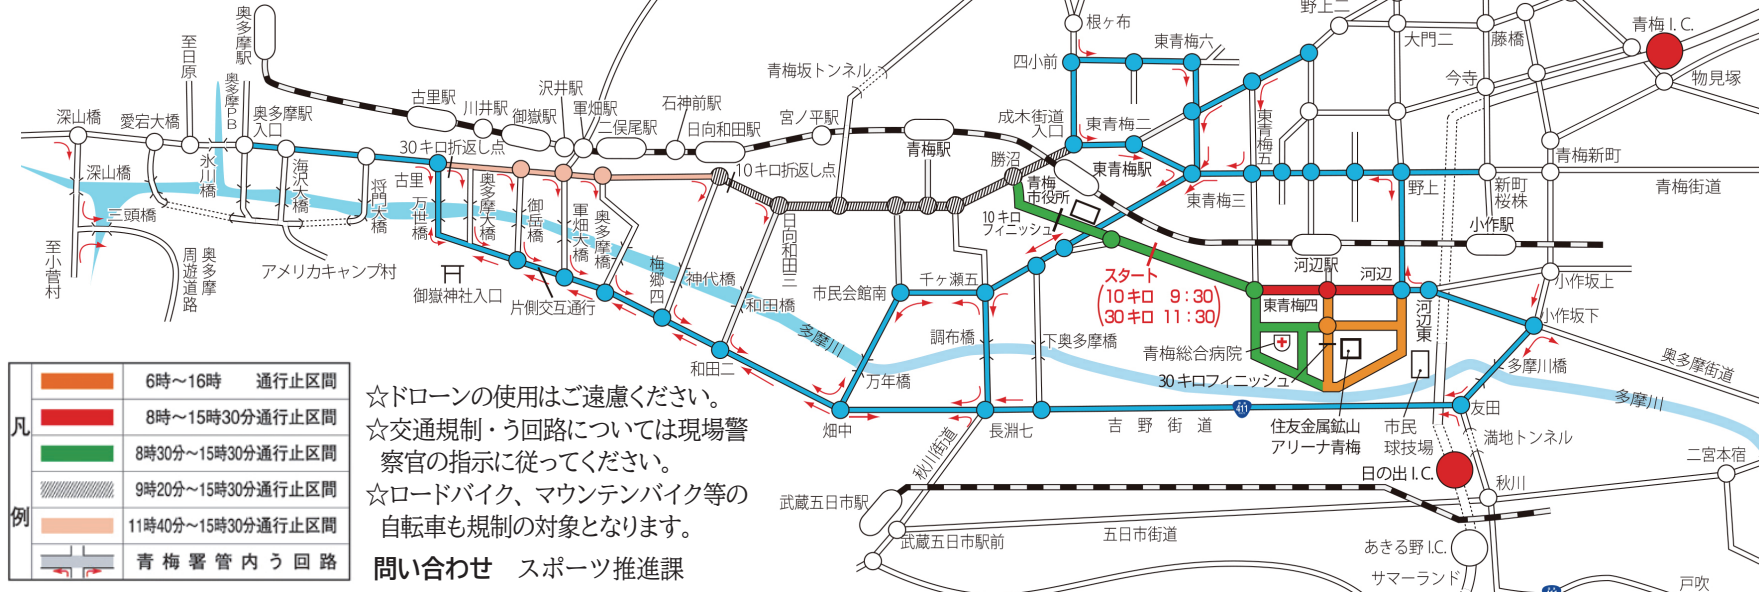 奥多摩駅
至日原
奥多摩PB
深山橋
愛宕大橋
奥多摩駅
入口
氷川橋
海沢大橋
将門大橋
深山橋
三頭橋
至小菅村
奥多摩
周遊道路
アメリカキャンプ村
古里駅
川井駅
御嶽駅
沢井駅
軍畑駅
二俣尾駅
石神前駅
日向和田駅
宮ノ平駅
青梅坂トンネル
青梅駅
30キロ折返し点
10キロ折返し点
古里
万世橋
奥多摩大橋
御岳橋
軍畑大橋
奥多摩橋
御嶽神社入口
片側交互通行
梅郷四
神代橋
和田橋
日向和田三
和田二
多摩川
市民会館南
千ヶ瀬五
万年橋
調布橋
下奥多摩橋
畑中
長淵七
吉野街道
411
秋川街道
根ヶ布
四小前
東青梅六
成木街道
入口
東青梅二
勝沼
青梅
市役所
東青梅駅
東青梅三
東青梅五
10キロ
フィニッシュ
スタート
(10キロ 9:30
30キロ 11:30)
野上二
大門二
藤橋
青梅I.C.
今寺
物見塚
青梅新町
野上
新町
桜株
青梅街道
小作駅
河辺駅
河辺
東青梅四
河辺東
小作坂上
小作坂下
青梅総合病院
30キロフィニッシュ
住友金属鉱山
アリーナ青梅
市民
球技場
多摩川橋
奥多摩街道
多摩川
友田
満地トンネル
日の出I.C.
秋川
二宮本宿
武蔵五日市駅
武蔵五日市駅前
五日市街道
あきる野I.C.
サマーランド
戸吹
凡例
6時〜16時 通行止区間
8時〜15時30分通行止区間
8時30分〜15時30分通行止区間
9時20分〜15時30分通行止区間
11時40分〜15時30分通行止区間
青梅署管内う回路
☆ドローンの使用はご遠慮ください。
☆交通規制・う回路については現場警
察官の指示に従ってください。
☆ロードバイク、マウンテンバイク等の
自転車も規制の対象となります。
問い合わせ スポーツ推進課